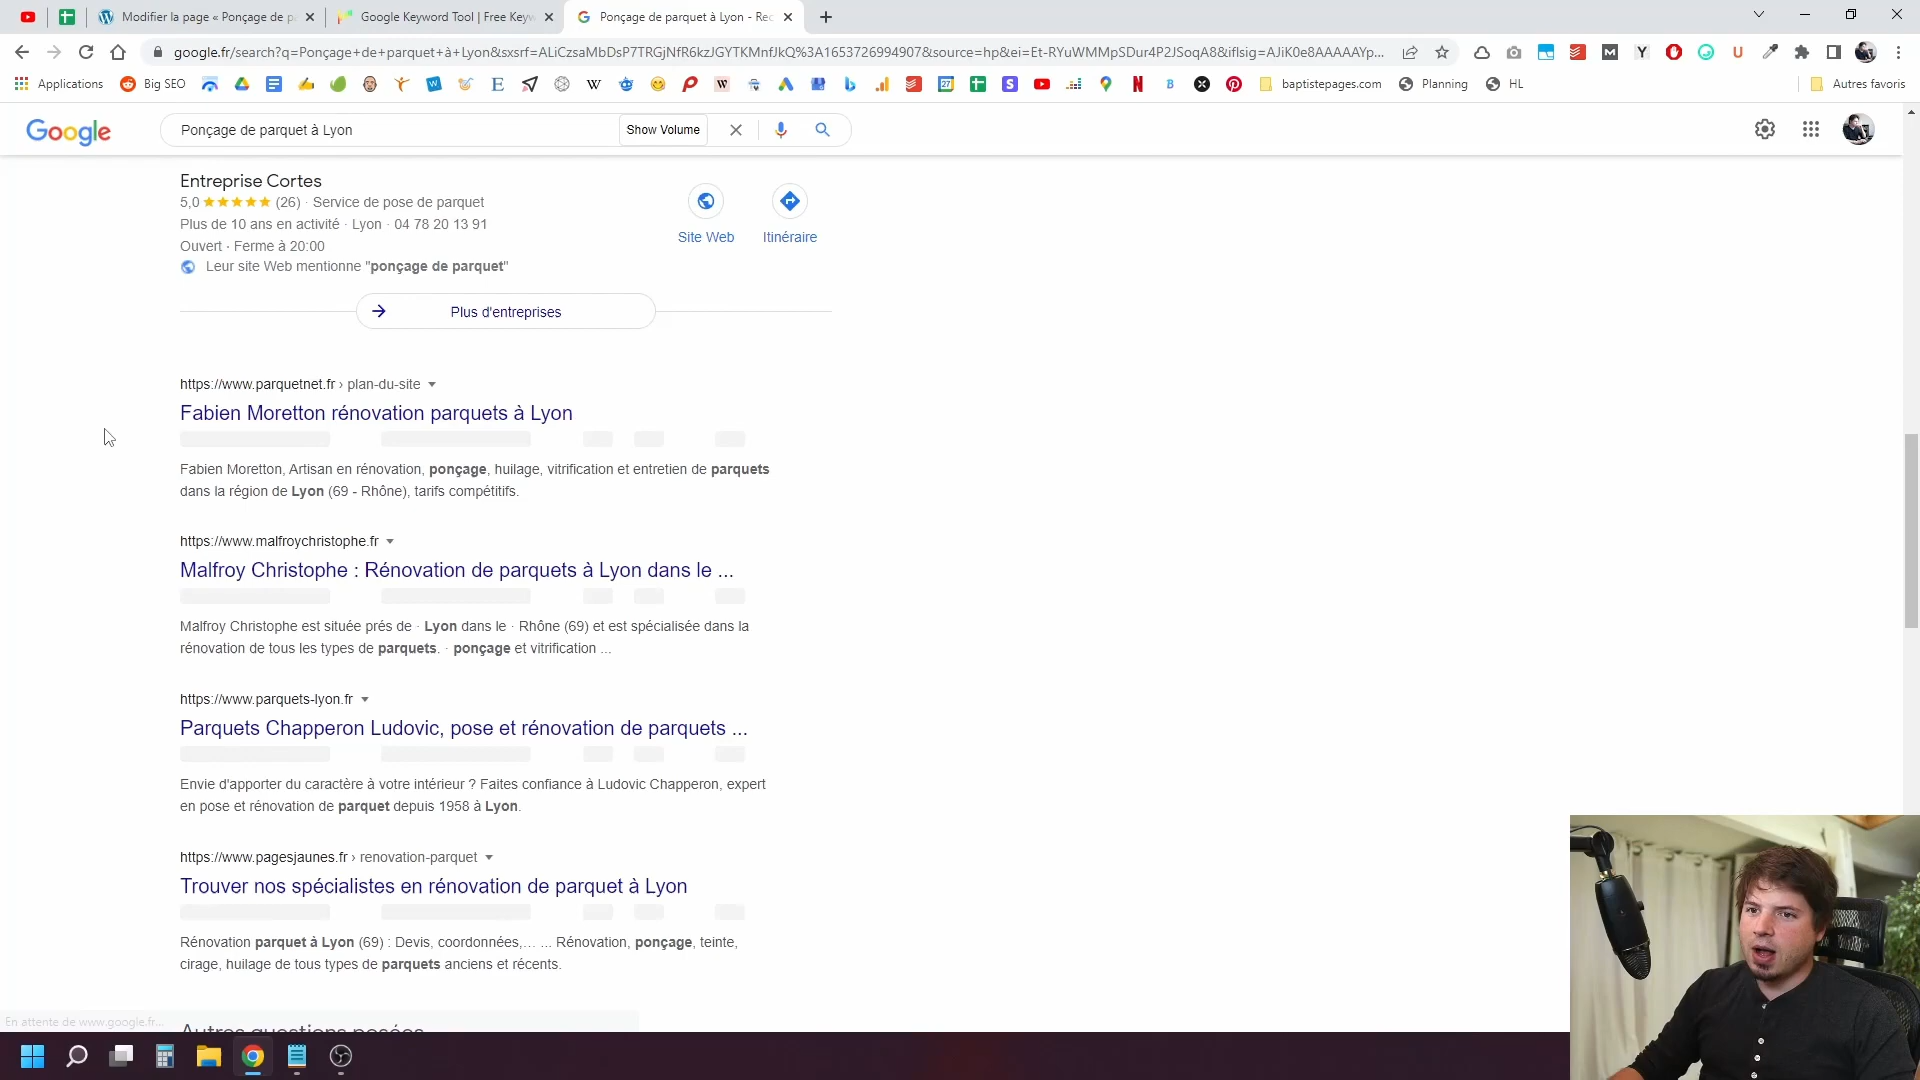 Modifier la page « Ponçage de p
Google Keyword Tool | Free Keyw
Ponçage de parquet à Lyon - Rec
google.fr/search?q=Ponçage+de+parquet+à+Lyon&sxsrf=ALiCzsaMbDsP7TRGjNfR6kzJGYTKMnfJkQ%3A1653726994907&source=hp&ei=Et-RYuWMMpSDur4P2JSoqA8&iflsig=AJiK0e8AAAAAYp...
Applications
Big SEO
baptistepages.com
Planning
HL
Autres favoris
Google
Ponçage de parquet à Lyon
Show Volume
Entreprise Cortes
5,0 ★★★★★ (26) · Service de pose de parquet
Plus de 10 ans en activité · Lyon · 04 78 20 13 91
Ouvert · Ferme à 20:00
Leur site Web mentionne "ponçage de parquet"
Site Web
Itinéraire
Plus d'entreprises
https://www.parquetnet.fr › plan-du-site
Fabien Moretton rénovation parquets à Lyon
Fabien Moretton, Artisan en rénovation, ponçage, huilage, vitrification et entretien de parquets
dans la région de Lyon (69 - Rhône), tarifs compétitifs.
https://www.malfroychristophe.fr
Malfroy Christophe : Rénovation de parquets à Lyon dans le ...
Malfroy Christophe est située prés de · Lyon dans le · Rhône (69) et est spécialisée dans la
rénovation de tous les types de parquets. · ponçage et vitrification ...
https://www.parquets-lyon.fr
Parquets Chapperon Ludovic, pose et rénovation de parquets ...
Envie d'apporter du caractère à votre intérieur ? Faites confiance à Ludovic Chapperon, expert
en pose et rénovation de parquet depuis 1958 à Lyon.
https://www.pagesjaunes.fr › renovation-parquet
Trouver nos spécialistes en rénovation de parquet à Lyon
Rénovation parquet à Lyon (69) : Devis, coordonnées,… ... Rénovation, ponçage, teinte,
cirage, huilage de tous types de parquets anciens et récents.
Autres questions posées
En attente de www.google.fr...